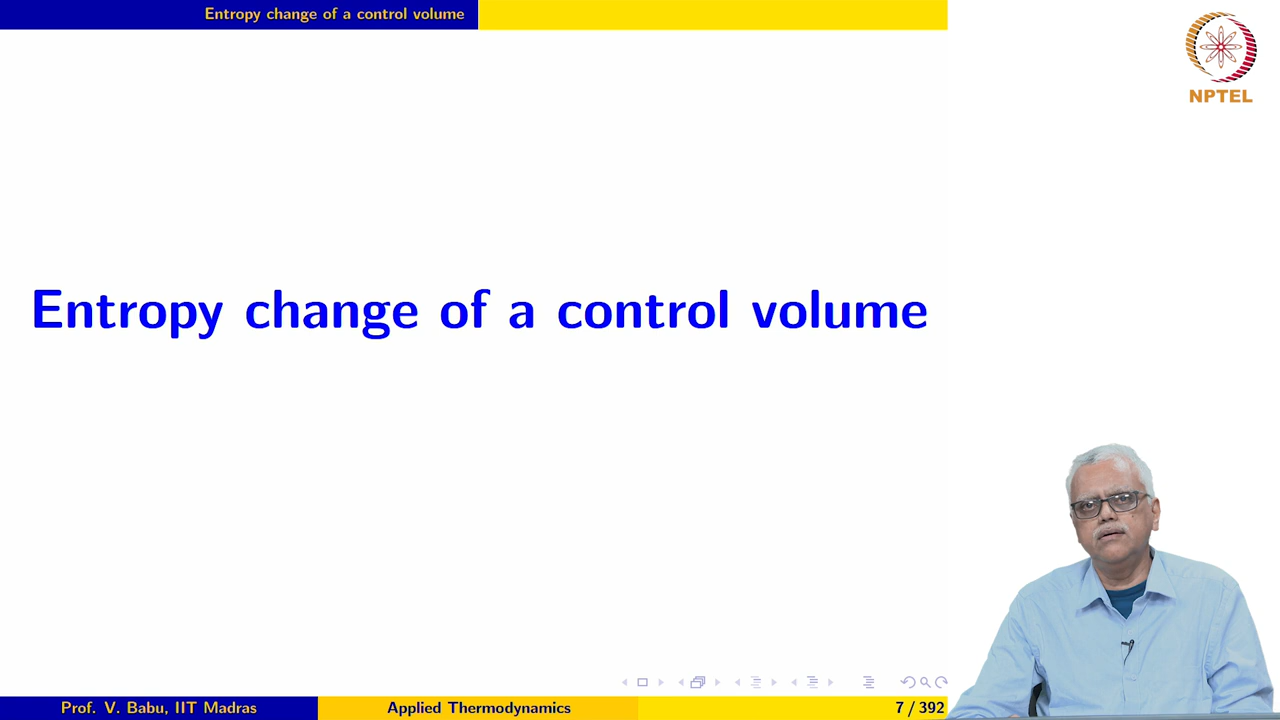 Entropy change of a control volume
NPTEL
Entropy change of a control volume
Prof. V. Babu, IIT Madras
Applied Thermodynamics
7 / 392